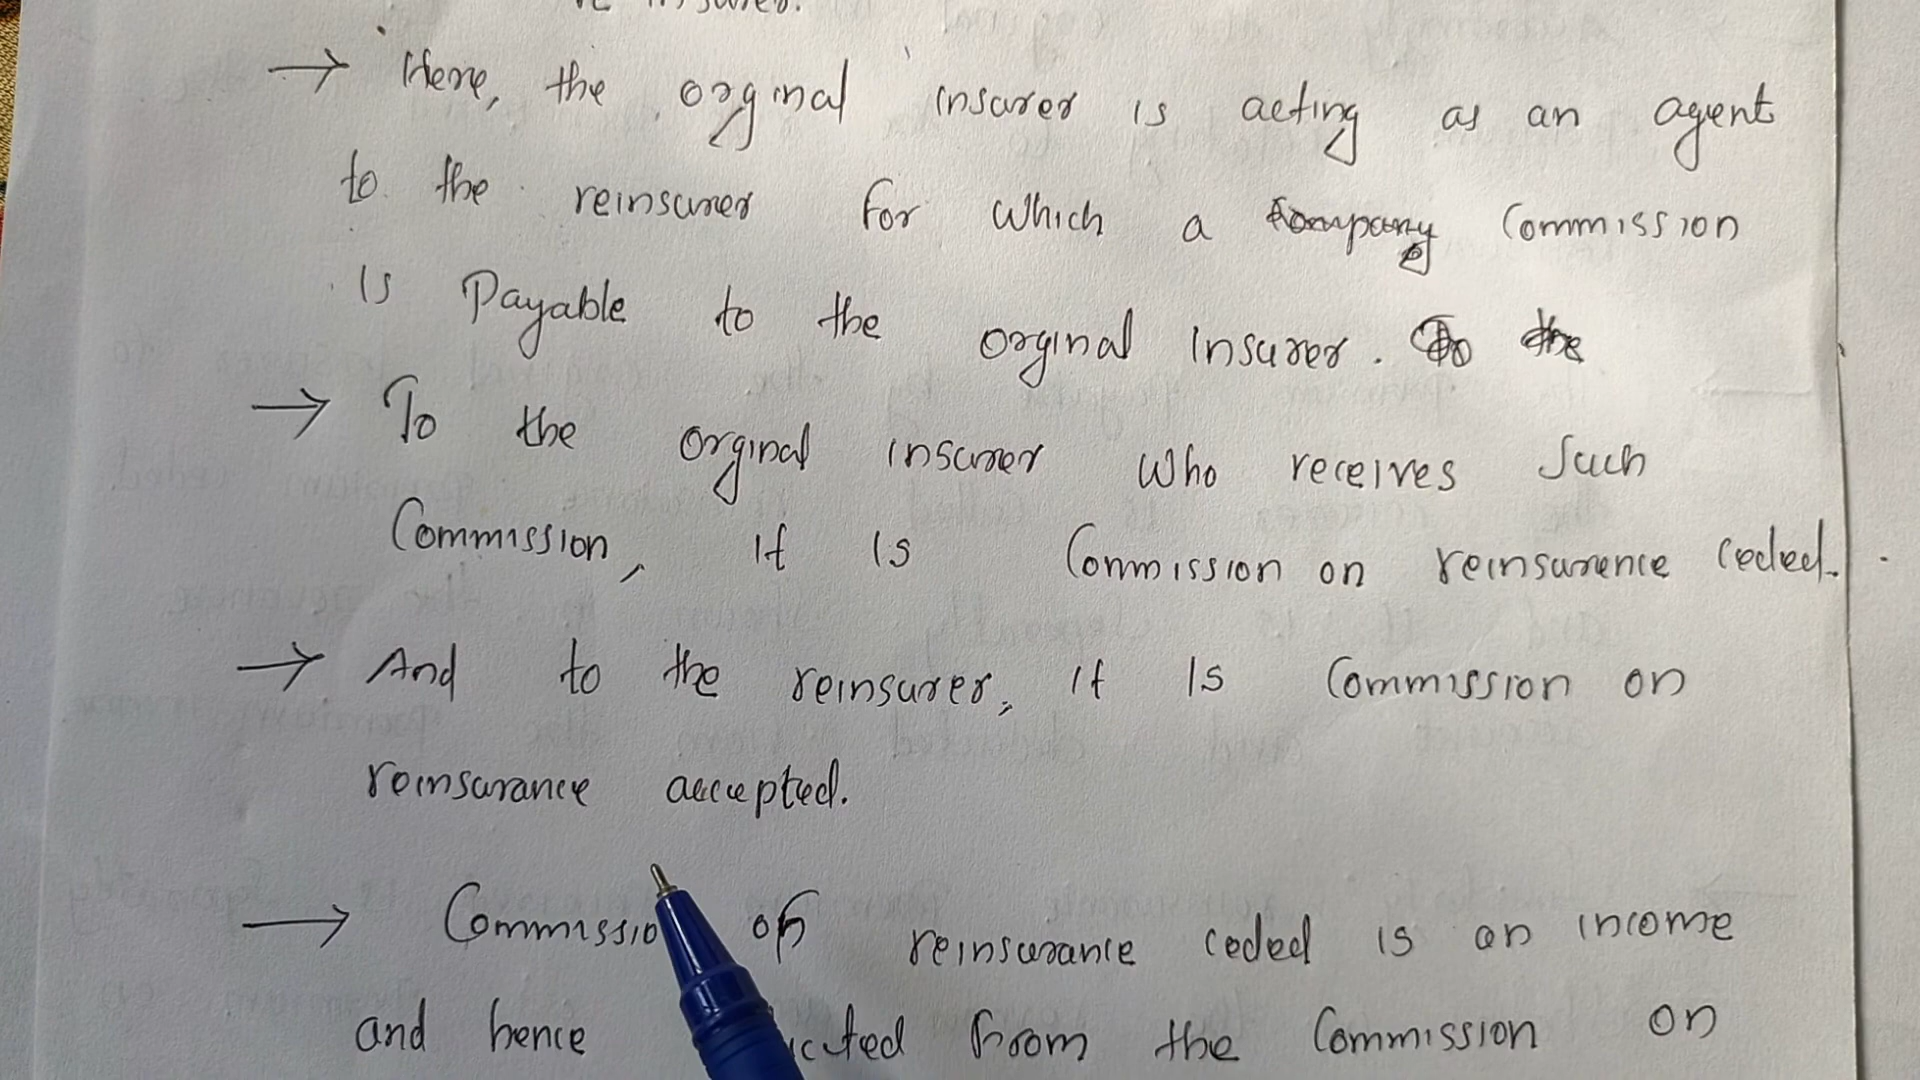 → Here, the orginal insurer is acting as an agent
to the reinsurer for which a company Commission
is Payable to the orginal insurer. To the
→ To the orginal insurer who receives Such
Commission, it is Commission on reinsurence ceded.
→ And to the reinsurer, it is Commission on
reinsurance accepted.
→ on reinsurance ceded is an income
and hence from the Commission on